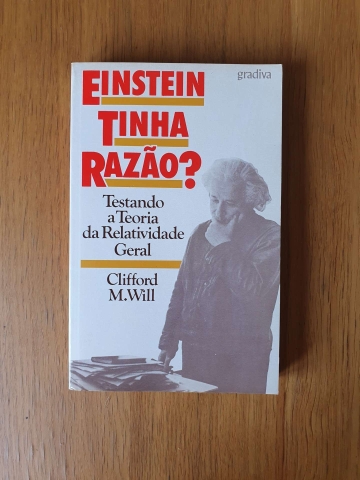 gradiva
EINSTEIN
TINHA
RAZÃO?
Testando
a Teoria
da Relatividade
Geral
Clifford
M. Will